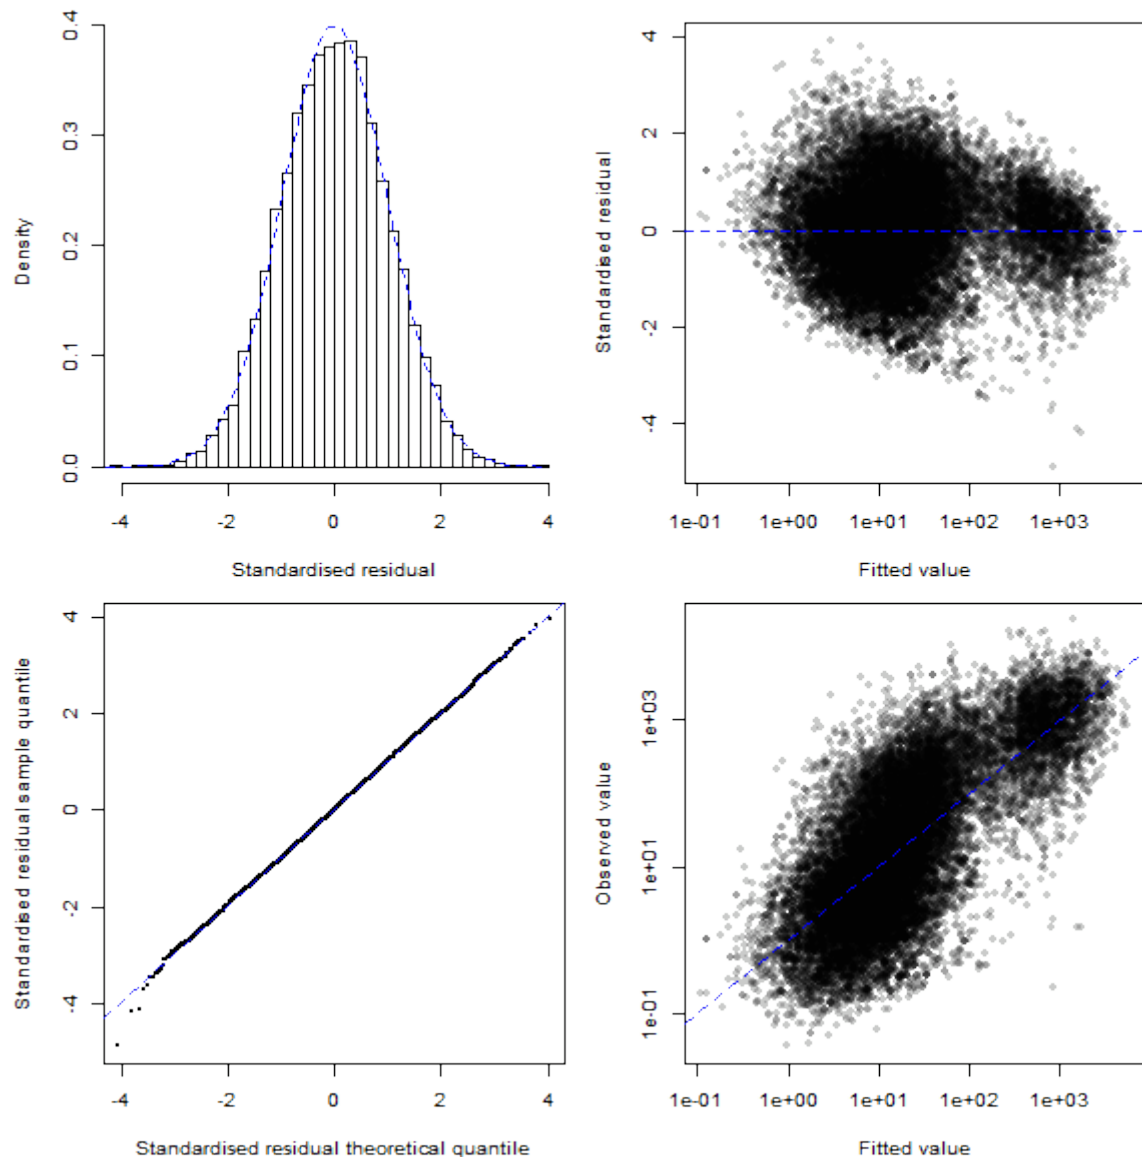 0.4
0.3
0.2
0.1
0.0
Density
-4 -2 0 2 4
Standardised residual
4
2
0
-2
-4
Standardised residual
1e-01 1e+00 1e+01 1e+02 1e+03
Fitted value
4
2
0
-2
-4
Standardised residual sample quantile
-4 -2 0 2 4
Standardised residual theoretical quantile
1e+03
1e+01
1e-01
Observed value
1e-01 1e+00 1e+01 1e+02 1e+03
Fitted value